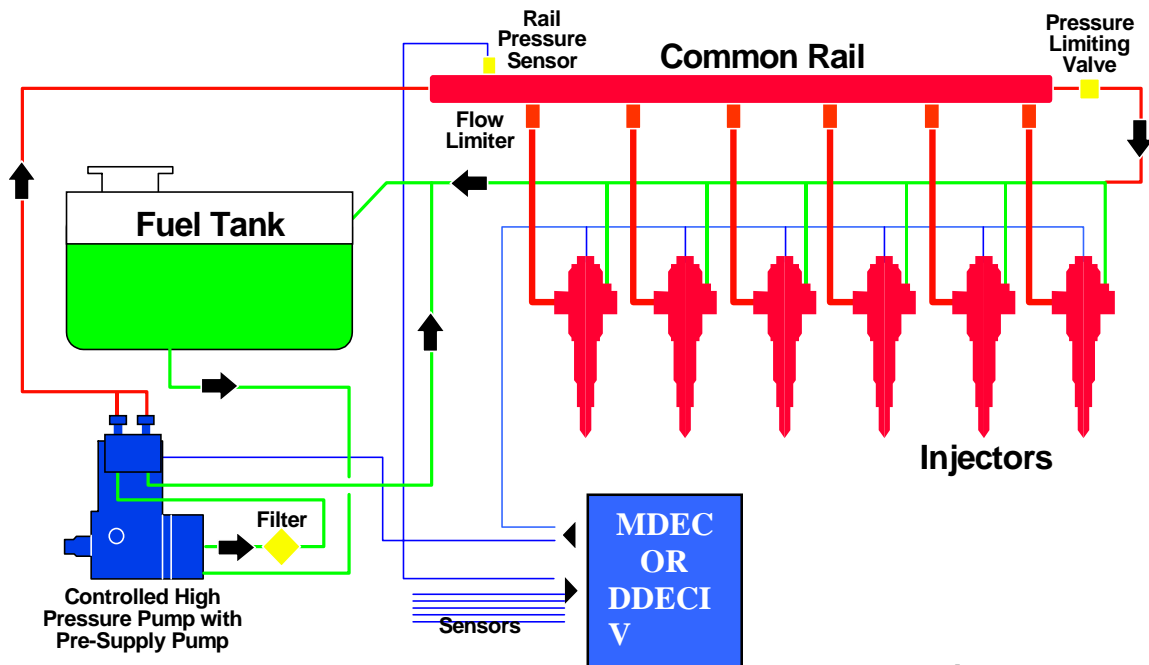 Rail
Pressure
Sensor
Common Rail
Pressure
Limiting
Valve
Flow
Limiter
Fuel Tank
Injectors
Filter
MDEC
OR
DDECI
V
Controlled High
Pressure Pump with
Pre-Supply Pump
Sensors